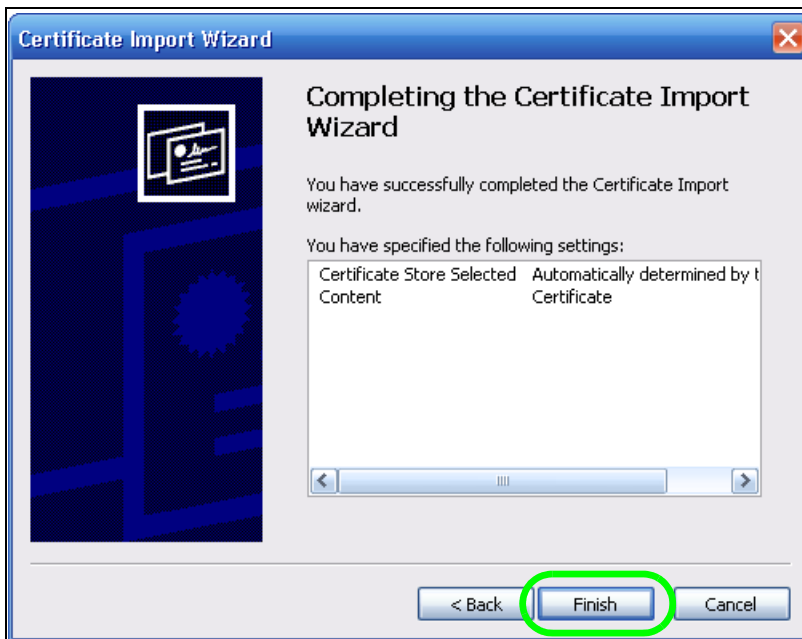 Certificate Import Wizard
Completing the Certificate Import
Wizard
You have successfully completed the Certificate Import
wizard.
You have specified the following settings:
Certificate Store Selected Automatically determined by t
Content Certificate
< Back Finish Cancel